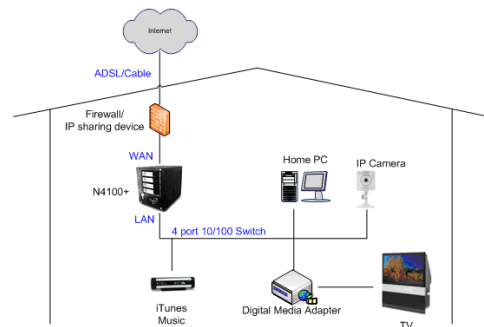 Internet
ADSL/Cable
Firewall/
IP sharing device
WAN
N4100+
LAN
Home PC
IP Camera
4 port 10/100 Switch
iTunes
Music
Digital Media Adapter
TV